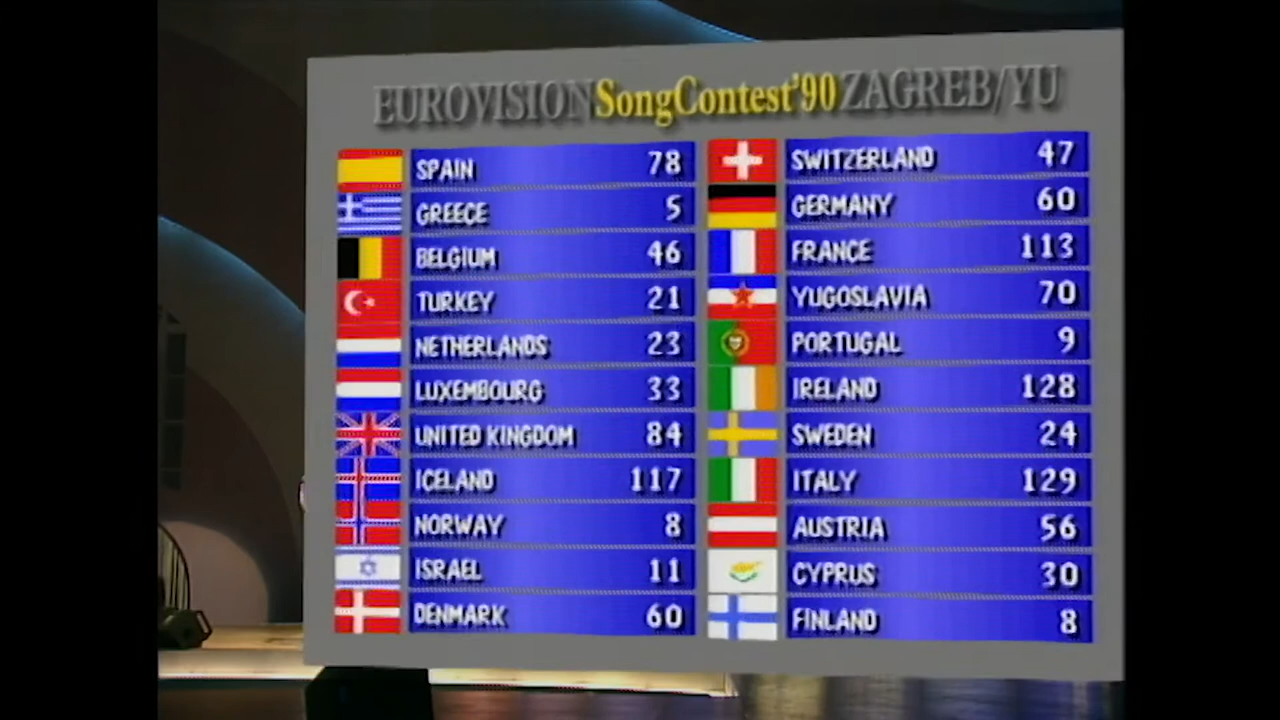 EUROVISION SongContest'90 ZAGREB/YU
SPAIN 78
GREECE 5
BELGIUM 46
TURKEY 21
NETHERLANDS 23
LUXEMBOURG 33
UNITED KINGDOM 84
ICELAND 117
NORWAY 8
ISRAEL 11
DENMARK 60
SWITZERLAND 47
GERMANY 60
FRANCE 113
YUGOSLAVIA 70
PORTUGAL 9
IRELAND 128
SWEDEN 24
ITALY 129
AUSTRIA 56
CYPRUS 30
FINLAND 8